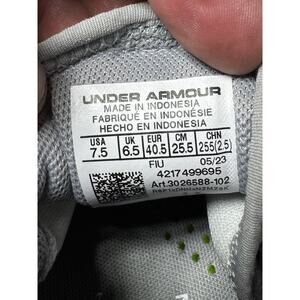 UNDER ARMOUR
MADE IN INDONESIA
FABRIQUÉ EN INDONÉSIE
HECHO EN INDONESIA
USA UK EUR CM CHN
7.5 6.5 40.5 25.5 255(2.5)
FIU 05/23
4217499695
Art.3026588-102